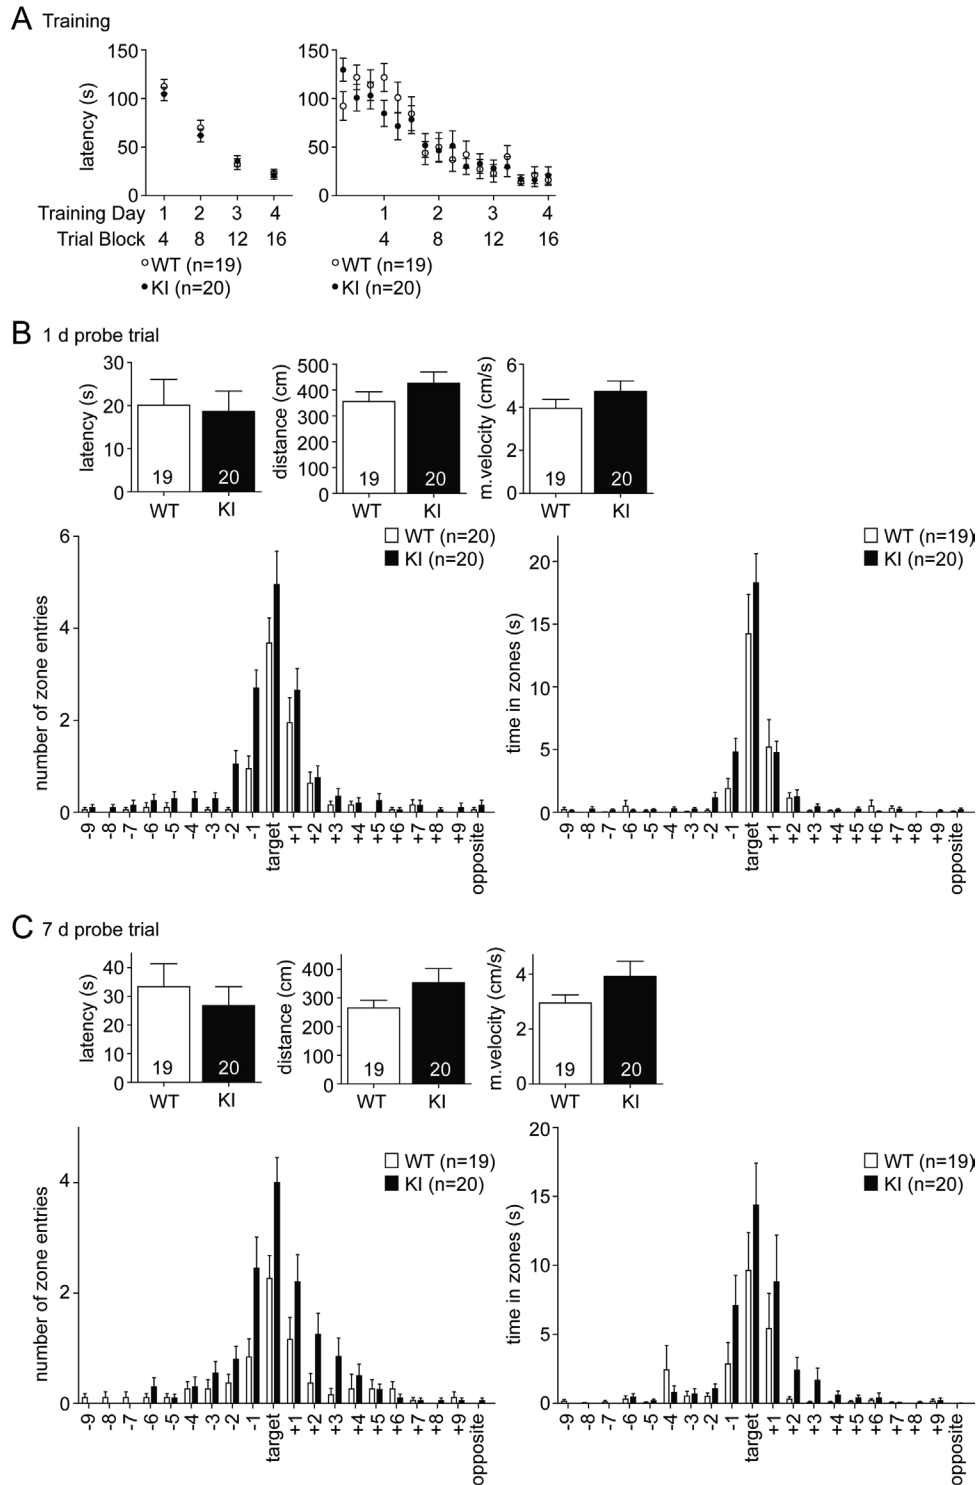 A Training
latency (s)
150
100
50
0
150
100
50
0
Training Day 1 2 3 4 1 2 3 4
Trial Block 4 8 12 16 4 8 12 16
WT (n=19) WT (n=19)
KI (n=20) KI (n=20)
B 1 d probe trial
latency (s)
30
20
10
0
19 20
WT KI
distance (cm)
500
400
300
200
100
0
19 20
WT KI
m.velocity (cm/s)
6
4
2
0
19 20
WT KI
number of zone entries
6
4
2
0
WT (n=20)
KI (n=20)
-9 -8 -7 -6 -5 -4 -3 -2 -1 target +1 +2 +3 +4 +5 +6 +7 +8 +9 opposite
time in zones (s)
20
15
10
5
0
WT (n=19)
KI (n=20)
-9 -8 -7 -6 -5 -4 -3 -2 -1 target +1 +2 +3 +4 +5 +6 +7 +8 +9 opposite
C 7 d probe trial
latency (s)
40
30
20
10
0
19 20
WT KI
distance (cm)
400
300
200
100
0
19 20
WT KI
m.velocity (cm/s)
4
2
0
19 20
WT KI
number of zone entries
4
2
0
WT (n=19)
KI (n=20)
-9 -8 -7 -6 -5 -4 -3 -2 -1 target +1 +2 +3 +4 +5 +6 +7 +8 +9 opposite
time in zones (s)
20
15
10
5
0
WT (n=19)
KI (n=20)
-9 -8 -7 -6 -5 -4 -3 -2 -1 target +1 +2 +3 +4 +5 +6 +7 +8 +9 opposite